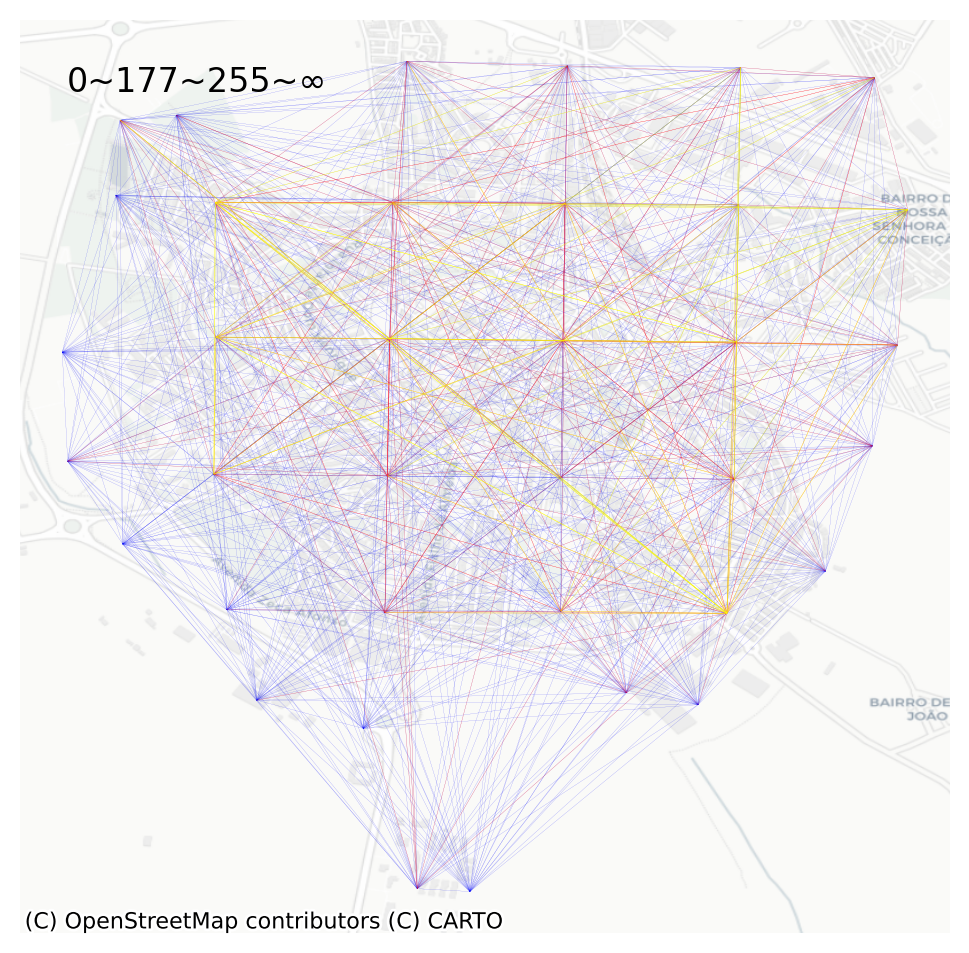 0~177~255~∞
BAIRRO D
NOSSA
SENHORA
CONCEIÇÃ
BAIRRO DE
JOÃO
(C) OpenStreetMap contributors (C) CARTO